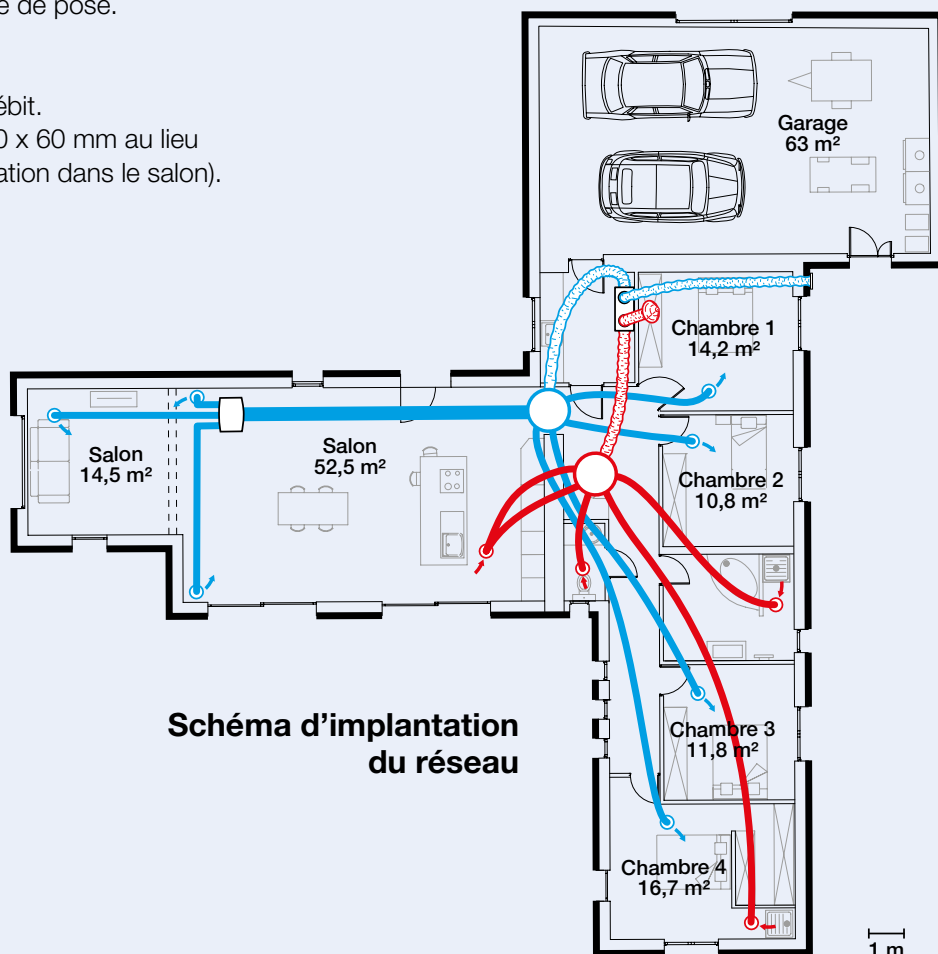 e de pose.
ébit.
0 x 60 mm au lieu
ation dans le salon).
Garage
63 m²
Chambre 1
14,2 m²
Salon
14,5 m²
Salon
52,5 m²
Chambre 2
10,8 m²
Schéma d'implantation
du réseau
Chambre 3
11,8 m²
Chambre 4
16,7 m²
1 m